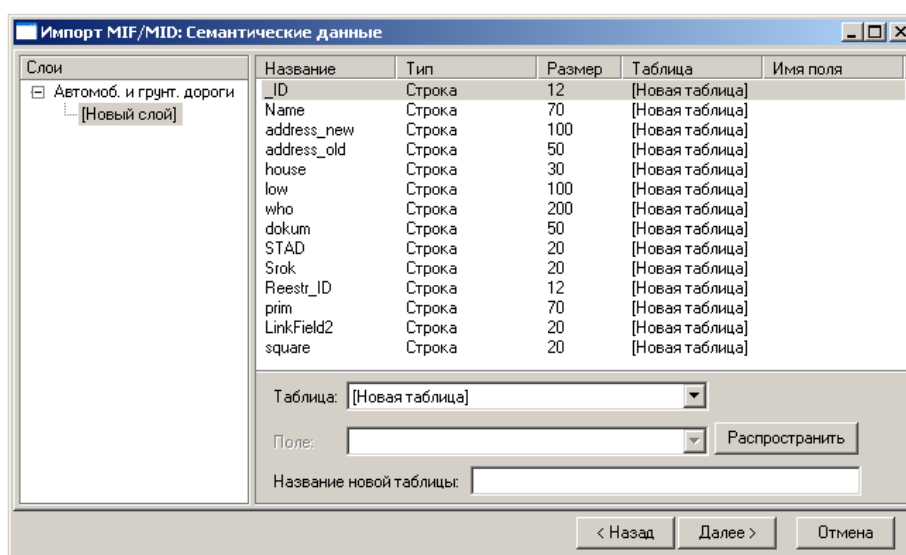 Импорт MIF/MID: Семантические данные
Слои
Автомоб. и грунт. дороги
[Новый слой]
Название Тип Размер Таблица Имя поля
_ID Строка 12 [Новая таблица]
Name Строка 70 [Новая таблица]
address_new Строка 100 [Новая таблица]
address_old Строка 50 [Новая таблица]
house Строка 30 [Новая таблица]
low Строка 100 [Новая таблица]
who Строка 200 [Новая таблица]
dokum Строка 50 [Новая таблица]
STAD Строка 20 [Новая таблица]
Srok Строка 20 [Новая таблица]
Reestr_ID Строка 12 [Новая таблица]
prim Строка 70 [Новая таблица]
LinkField2 Строка 20 [Новая таблица]
square Строка 20 [Новая таблица]
Таблица: [Новая таблица]
Поле: Распространить
Название новой таблицы:
< Назад Далее > Отмена